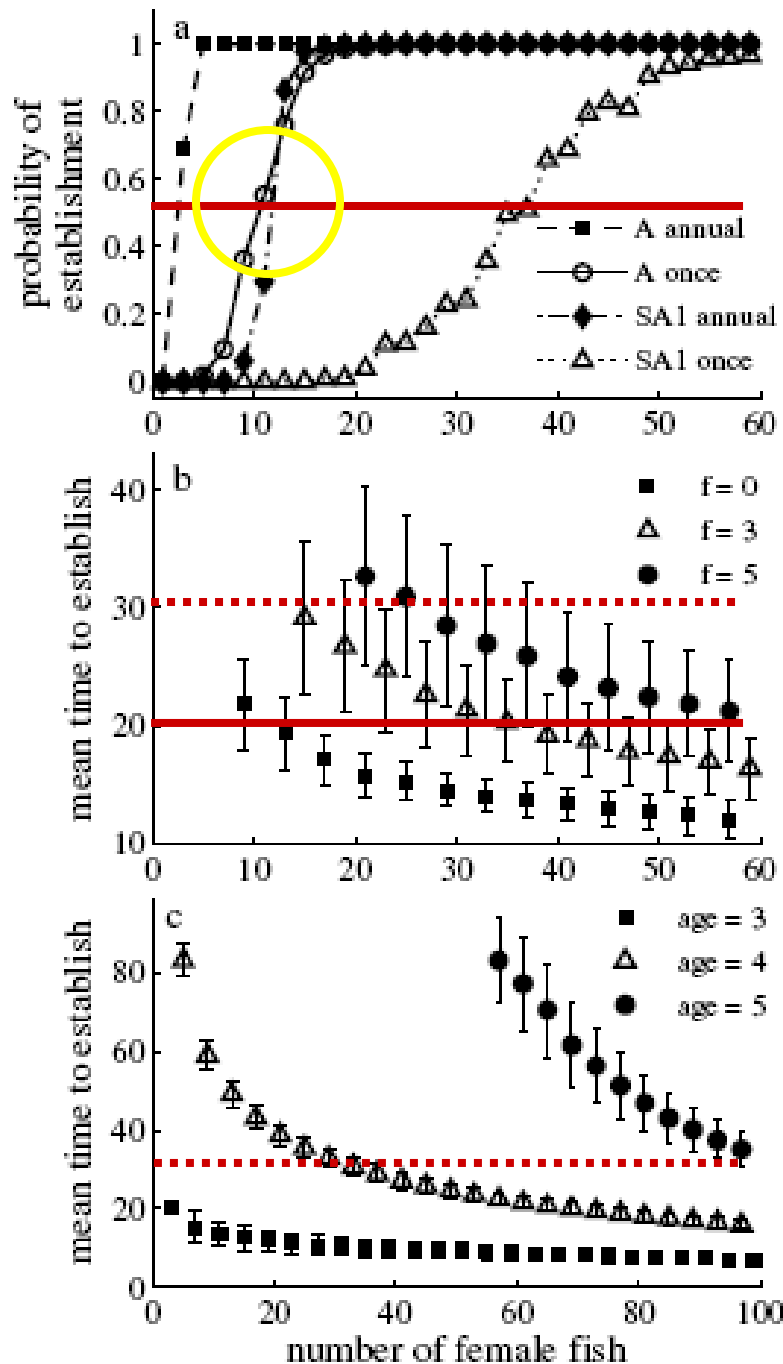 a
1
0.8
0.6
0.4
0.2
0
probability of
establishment
A annual
A once
SA1 annual
SA1 once
0 10 20 30 40 50 60
b
40
30
20
10
mean time to establish
f = 0
f = 3
f = 5
0 10 20 30 40 50 60
c
80
60
40
20
0
mean time to establish
age = 3
age = 4
age = 5
0 20 40 60 80 100
number of female fish